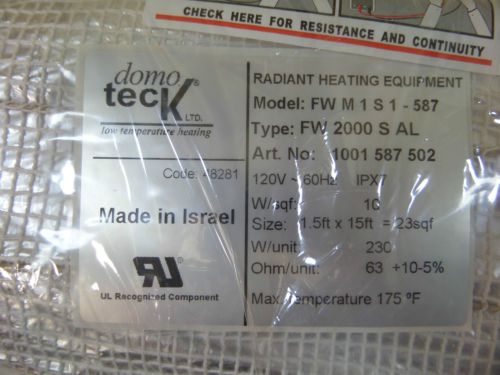 CHECK HERE FOR RESISTANCE AND CONTINUITY
domo
teck® LTD.
low temperature heating
Code: 48281
Made in Israel
RU
UL Recognized Component
RADIANT HEATING EQUIPMENT
Model: FW M 1 S 1 - 587
Type: FW 2000 S AL
Art. No: 1001 587 502
120V ~ 60Hz IPX7
W/sqf: 10
Size: 1.5ft x 15ft = 23sqf
W/unit: 230
Ohm/unit: 63 +10-5%
Max. Temperature 175 ºF